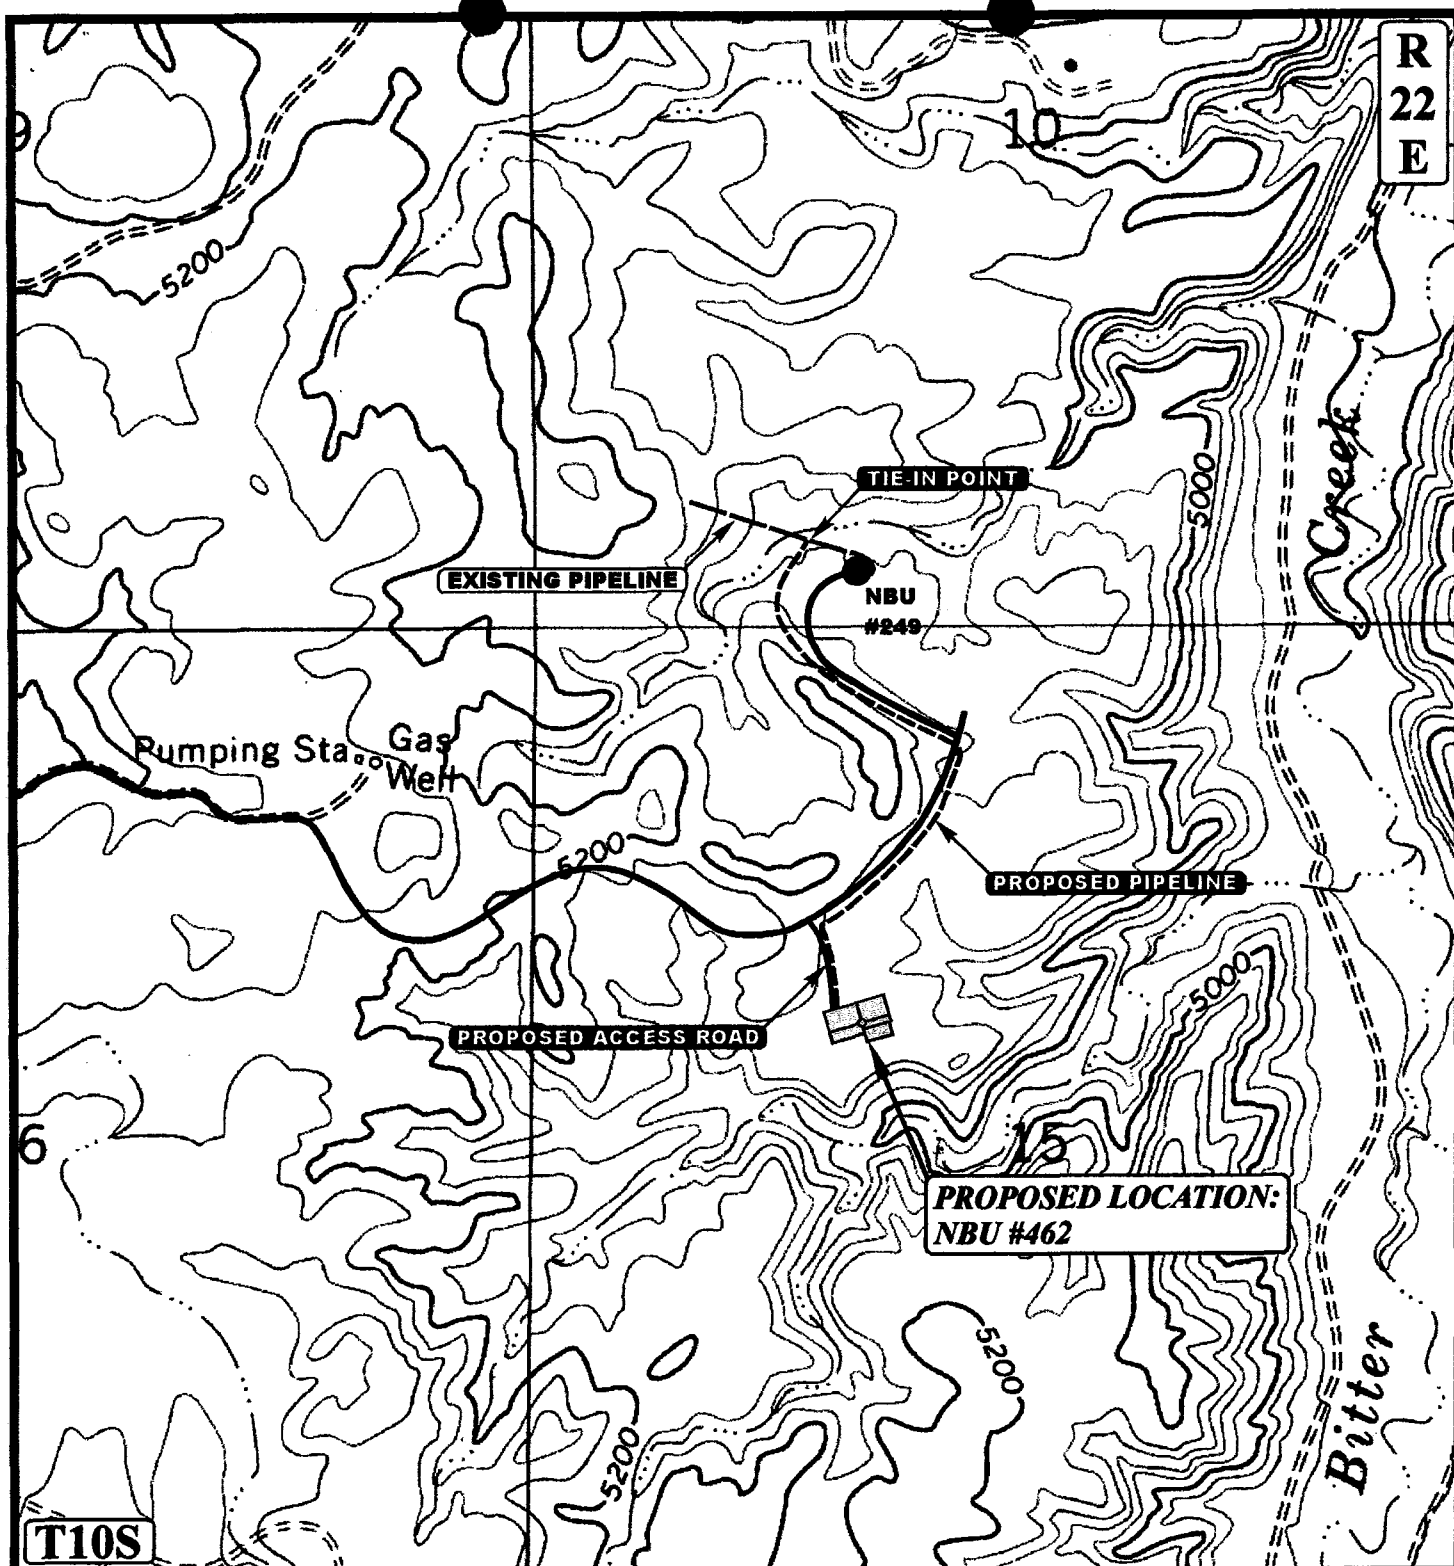 R
22
E
9
10
5200
TIE-IN POINT
5000
Creek
EXISTING PIPELINE
NBU
#249
Pumping Sta.
Gas
Well
5200
PROPOSED PIPELINE
5000
PROPOSED ACCESS ROAD
6
15
PROPOSED LOCATION:
NBU #462
5200
Bitter
5200
T10S